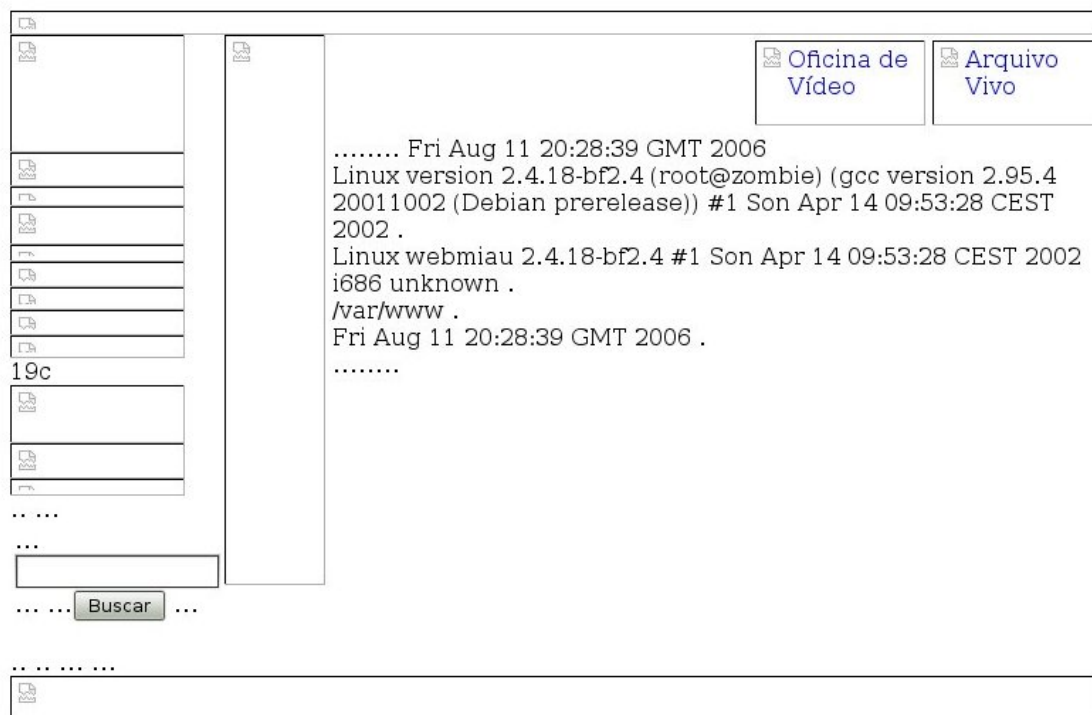 Oficina de
Vídeo
Arquivo
Vivo
........ Fri Aug 11 20:28:39 GMT 2006
Linux version 2.4.18-bf2.4 (root@zombie) (gcc version 2.95.4
20011002 (Debian prerelease)) #1 Son Apr 14 09:53:28 CEST
2002 .
Linux webmiau 2.4.18-bf2.4 #1 Son Apr 14 09:53:28 CEST 2002
i686 unknown .
/var/www .
Fri Aug 11 20:28:39 GMT 2006 .
........
19c
.. ...
...
... ... Buscar ...
.. .. ... ...